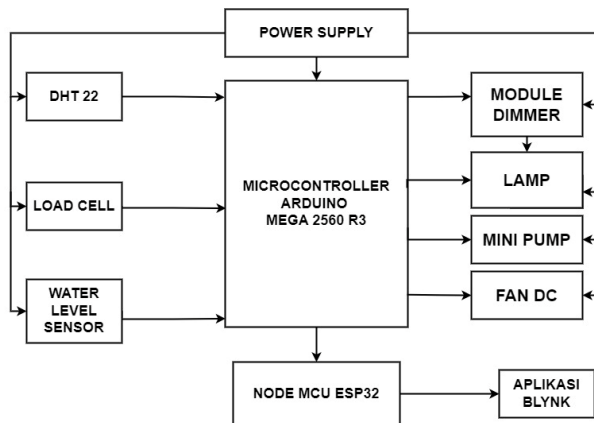 POWER SUPPLY
DHT 22
LOAD CELL
WATER
LEVEL
SENSOR
MICROCONTROLLER
ARDUINO
MEGA 2560 R3
MODULE
DIMMER
LAMP
MINI PUMP
FAN DC
NODE MCU ESP32
APLIKASI
BLYNK